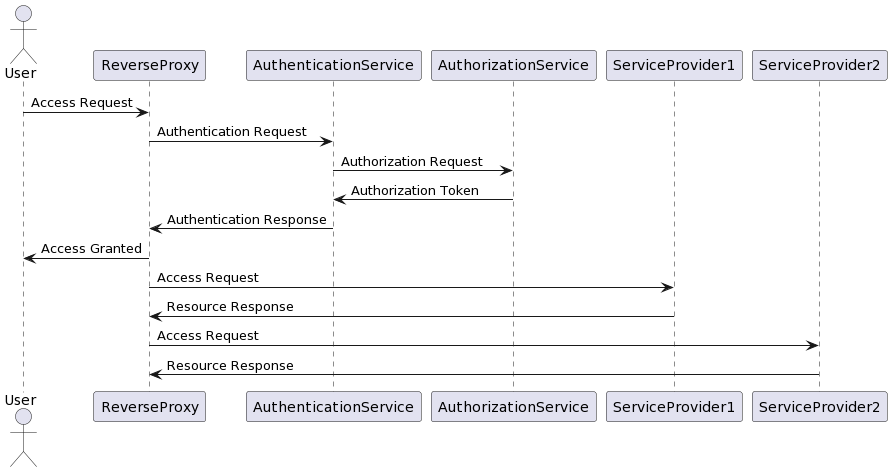 User
ReverseProxy
AuthenticationService
AuthorizationService
ServiceProvider1
ServiceProvider2
Access Request
Authentication Request
Authorization Request
Authorization Token
Authentication Response
Access Granted
Access Request
Resource Response
Access Request
Resource Response
User
ReverseProxy
AuthenticationService
AuthorizationService
ServiceProvider1
ServiceProvider2